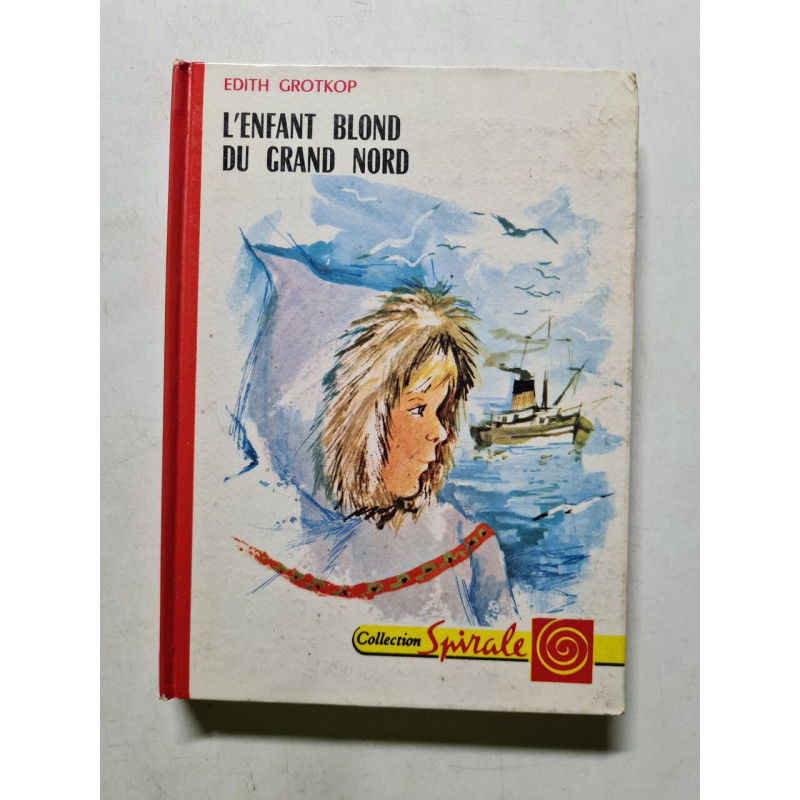 EDITH GROTKOP
L'ENFANT BLOND
DU GRAND NORD
Collection Spirale